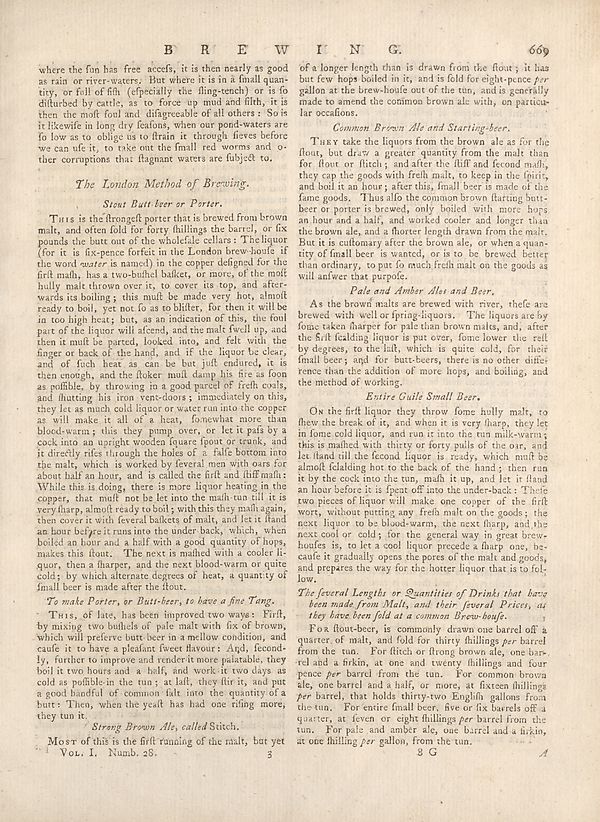 B R E W I N G. 669
where the ſun has free acceſs, it is then nearly as good
as rain or river-waters. But where it is in a ſmall quan-
tity, or full of fiſh (eſpecially the ſling-tench) or is ſo
diſturbed by cattle, as to force up mud and filth, it is
then the moſt foul and diſagreeable of all others : So is
it likewiſe in long dry ſeaſons, when our pond-waters are
ſo low as to oblige us to ſtrain it through ſieves before
we can uſe it, to take out the ſmall red worms and o-
ther corruptions that ſtagnant waters are ſubject to.
The London Method of Brewing.
Stout Butt-beer or Porter.
THIS is the ſtrongeſt porter that is brewed from brown
malt, and often ſold for forty ſhillings the barrel, or ſix
pounds the butt out of the wholeſale cellars : The liquor
(for it is ſix-pence forfeit in the London brew-houſe if
the word water is named) in the copper deſigned for the
firſt maſh, has a two-buſhel baſket, or more, of the moſt
hully malt thrown over it, to cover its top, and after-
wards its boiling ; this muſt be made very hot, almoſt
ready to boil, yet not ſo as to bliſter, for then it will be
in too high heat ; but, as an indication of this, the foul
part of the liquor will aſcend, and the malt ſwell up, and
then it muſt be parted, looked into, and felt with the
finger or back of the hand, and if the liquor be clear,
and of ſuch heat as can be but juſt endured, it is
then enough, and the ſtoker muſt damp his fire as ſoon
as poſſible, by throwing in a good parcel of freſh coals,
and ſhutting his iron vent-doors ; immediately on this,
they let as much cold liquor or water run into the copper
as will make it all of a heat, ſomewhat more than
blood-warm ; this they pump over, or let it paſs by a
cock into an upright wooden ſquare ſpout or trunk, and
it directly riſes through the holes of a falſe bottom into
the malt, which is worked by ſeveral men with oars for
about half an hour, and is called the firſt and ſtiff maſh :
While this is doing, there is more liquor heating in the
copper, that muſt not be let into the maſh-tun till it is
very ſharp, almoſt ready to boil ; with this they maſh again,
then cover it with ſeveral baſkets of malt, and let it ſtand
an hour before it runs into the under-back, which, when
boiled an hour and a half with a good quantity of hops,
makes this ſtout. The next is maſhed with a cooler li-
quor, then a ſharper, and the next blood-warm or quite
cold ; by which alternate degrees of heat, a quantity of
ſmall beer is made after the ſtout.
To make Porter, or Butt-beer, to have a fine Tang.
THIS, of late, has been improved two ways : Firſt,
by mixing two buſhels of pale malt with ſix of brown,
which will preſerve butt-beer in a mellow condition, and
cauſe it to have a pleaſant ſweet flavour : And, ſecond-
ly, further to improve and render it more palatable, they
boil it two hours and a half, and work it two days as
cold as poſſible in the tun ; at laſt, they ſtir it, and put
a good handful of common ſalt into the quantity of a
butt : Then, when the yeaſt has had one riſing more,
they tun it.
Strong Brown Ale, called Stitch.
MOST of this is the firſt running of the malt, but yet
VOL. I. Numb. 28. 3
of a longer length than is drawn from the ſtout ; it has
but few hops boiled in it, and is ſold for eight-pence per
gallon at the brew-houſe out of the tun, and is generally
made to amend the common brown ale with, on particu-
lar occaſions.
Common Brown Ale and Starting-beer.
THEY take the liquors from the brown ale as for the
ſtout, but draw a greater quantity from the malt than
for ſtout or ſtitch ; and after the ſtiff and ſecond maſh,
they cap the goods with freſh malt, to keep in the ſpirit,
and boil it an hour ; after this, ſmall beer is made of the
ſame goods. Thus alſo the common brown ſtarting butt-
beer or porter is brewed, only boiled with more hops
an hour and a half, and worked cooler and longer than
the brown ale, and a ſhorter length drawn from the malt.
But it is cuſtomary after the brown ale, or when a quan-
tity of ſmall beer is wanted, or is to be brewed better
than ordinary, to put ſo much freſh malt on the goods as
will anſwer that purpoſe.
Pale and Amber Ales and Beer.
As the brown malts are brewed with river, theſe are
brewed with well or ſpring-liquors. The liquors are by
ſome taken ſharper for pale than brown malts, and, after
the firſt ſcalding liquor is put over, ſome lower the reſt
by degrees, to the laſt, which is quite cold, for their
ſmall beer ; and for butt-beers, there is no other diffe-
rence than the addition of more hops, and boiling, and
the method of working.
Entire Guile Small Beer.
ON the firſt liquor they throw ſome hully malt, to
ſhew the break of it, and when it is very ſharp, they let
in ſome cold liquor, and run it into the tun milk-warm ;
this is maſhed with thirty or forty pulls of the oar, and
let ſtand till the ſecond liquor is ready, which muſt be
almoſt ſcalding hot to the back of the hand ; then run
it by the cock into the tun, maſh it up, and let it ſtand
an hour before it is ſpent off into the under-back : Theſe
two pieces of liquor will make one copper of the firſt
wort, without putting any freſh malt on the goods ; the
next liquor to be blood-warm, the next ſharp, and the
next cool or cold ; for the general way in great brew-
houſes is, to let a cool liquor precede a ſharp one, be-
cauſe it gradually opens the pores of the malt and goods,
and prepares the way for the hotter liquor that is to fol-
low.
The ſeveral Lengths or Quantities of Drinks that have
been made from Malt, and their ſeveral Prices, as
they have been ſold at a common Brew-houſe.
FOR ſtout-beer, is commonly drawn one barrel off a
quarter of malt, and ſold for thirty ſhillings per barrel
from the tun. For ſtitch or ſtrong brown ale, one bar-
rel and a firkin, at one and twenty ſhillings and four
pence per barrel from the tun. For common brown
ale, one barrel and a half, or more, at ſixteen ſhillings
per barrel, that holds thirty-two Engliſh gallons from
the tun. For entire ſmall beer, five or ſix barrels off a
quarter, at ſeven or eight ſhillings per barrel from the
tun. For pale and amber ale, one barrel and a firkin,
at one ſhilling per gallon, from the tun.
8 G A